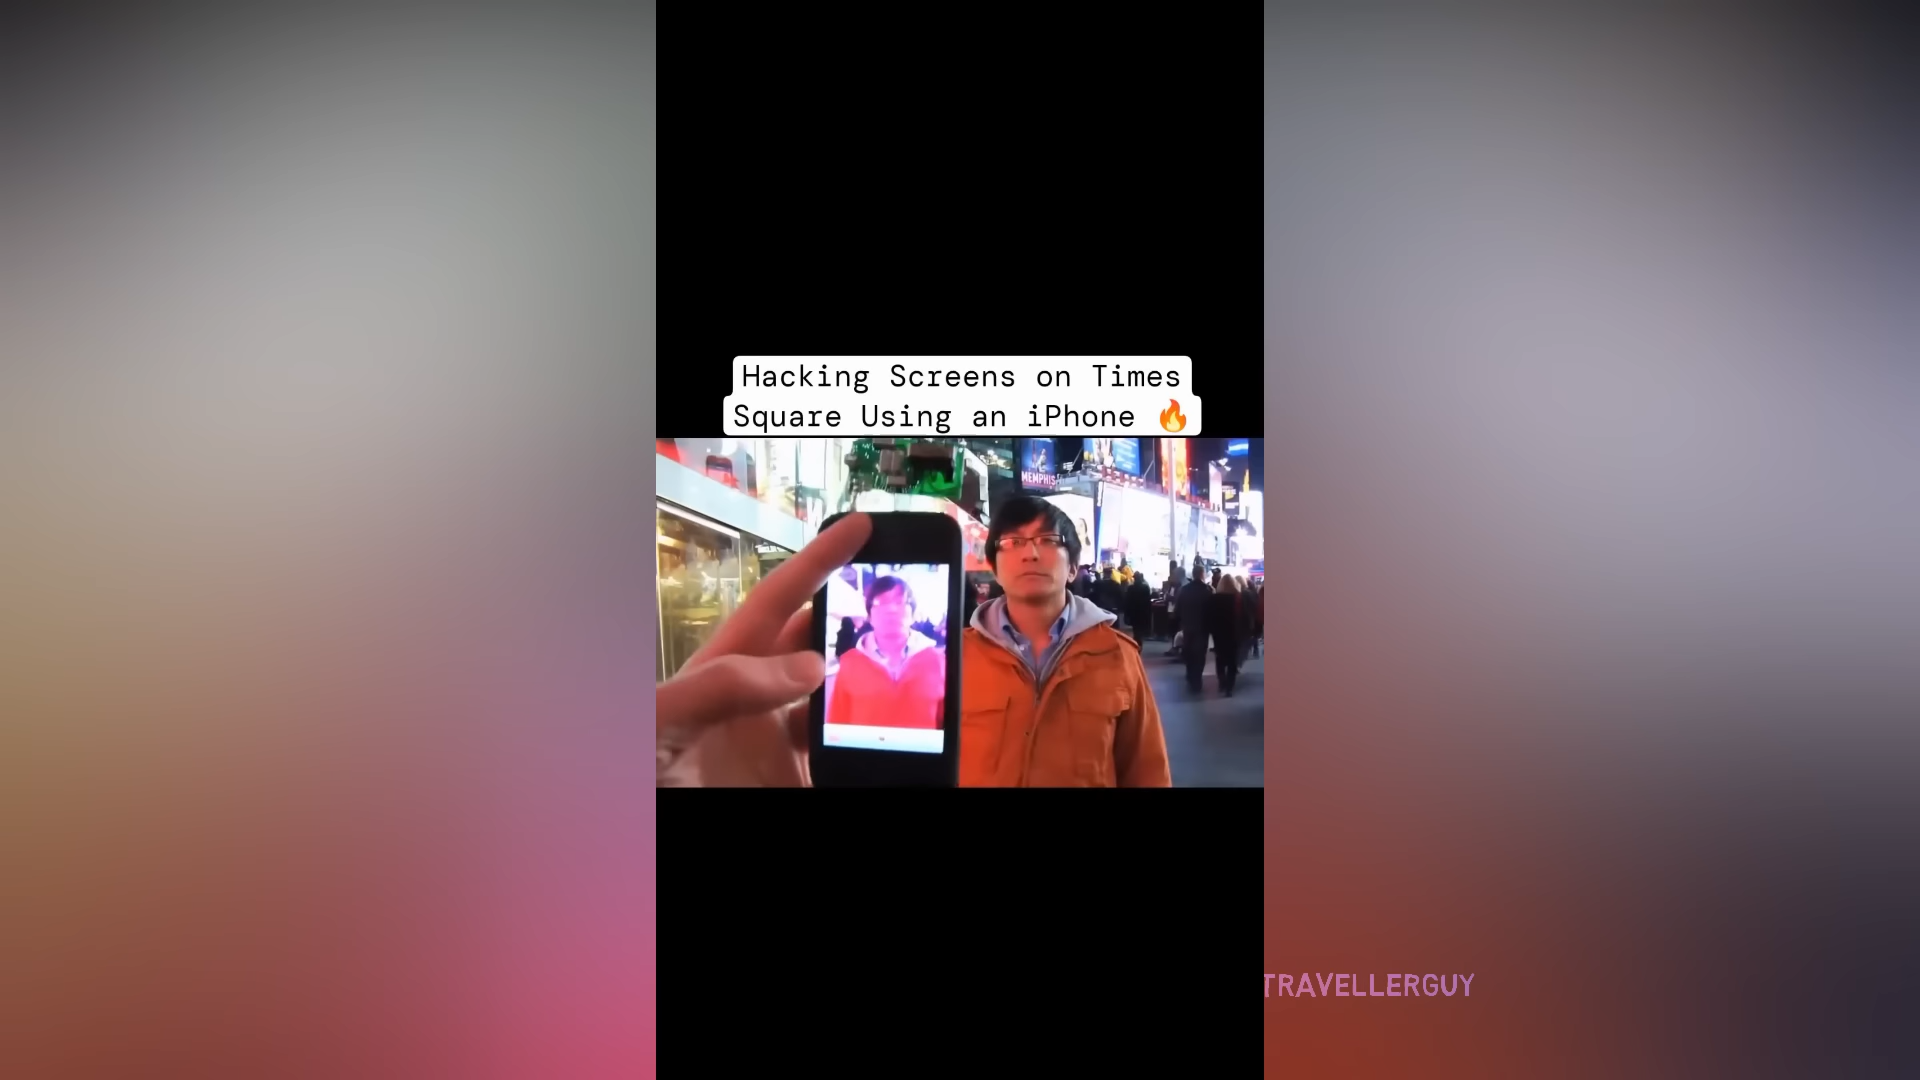 Hacking Screens on Times
Square Using an iPhone 🔥
MEMPHIS
TRAVELLERGUY